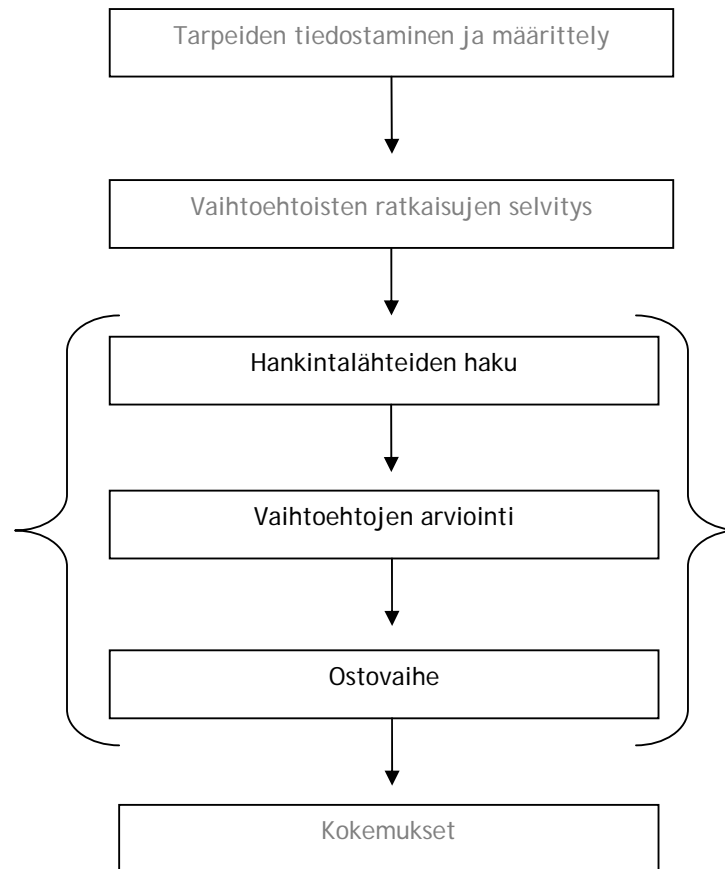 Tarpeiden tiedostaminen ja määrittely
Vaihtoehtoisten ratkaisujen selvitys
Hankintalähteiden haku
Vaihtoehtojen arviointi
Ostovaihe
Kokemukset